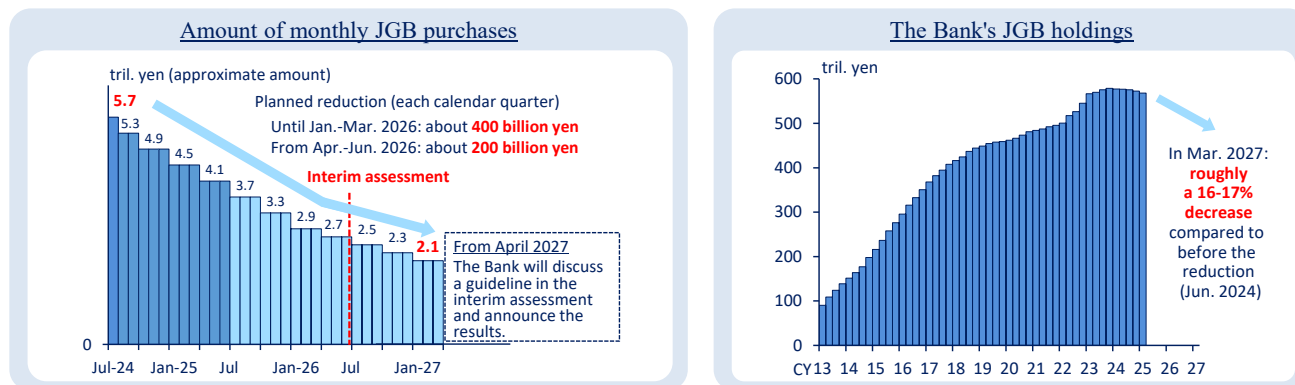 Amount of monthly JGB purchases
tril. yen (approximate amount)
5.7
5.3
4.9
4.5
4.1
3.7
3.3
2.9
2.7
2.5
2.3
2.1
Planned reduction (each calendar quarter)
Until Jan.-Mar. 2026: about 400 billion yen
From Apr.-Jun. 2026: about 200 billion yen
Interim assessment
From April 2027
The Bank will discuss
a guideline in the
interim assessment
and announce the
results.
0
Jul-24 Jan-25 Jul Jan-26 Jul Jan-27
The Bank's JGB holdings
tril. yen
600
500
400
300
200
100
0
CY13 14 15 16 17 18 19 20 21 22 23 24 25 26 27
In Mar. 2027:
roughly
a 16-17%
decrease
compared to
before the
reduction
(Jun. 2024)